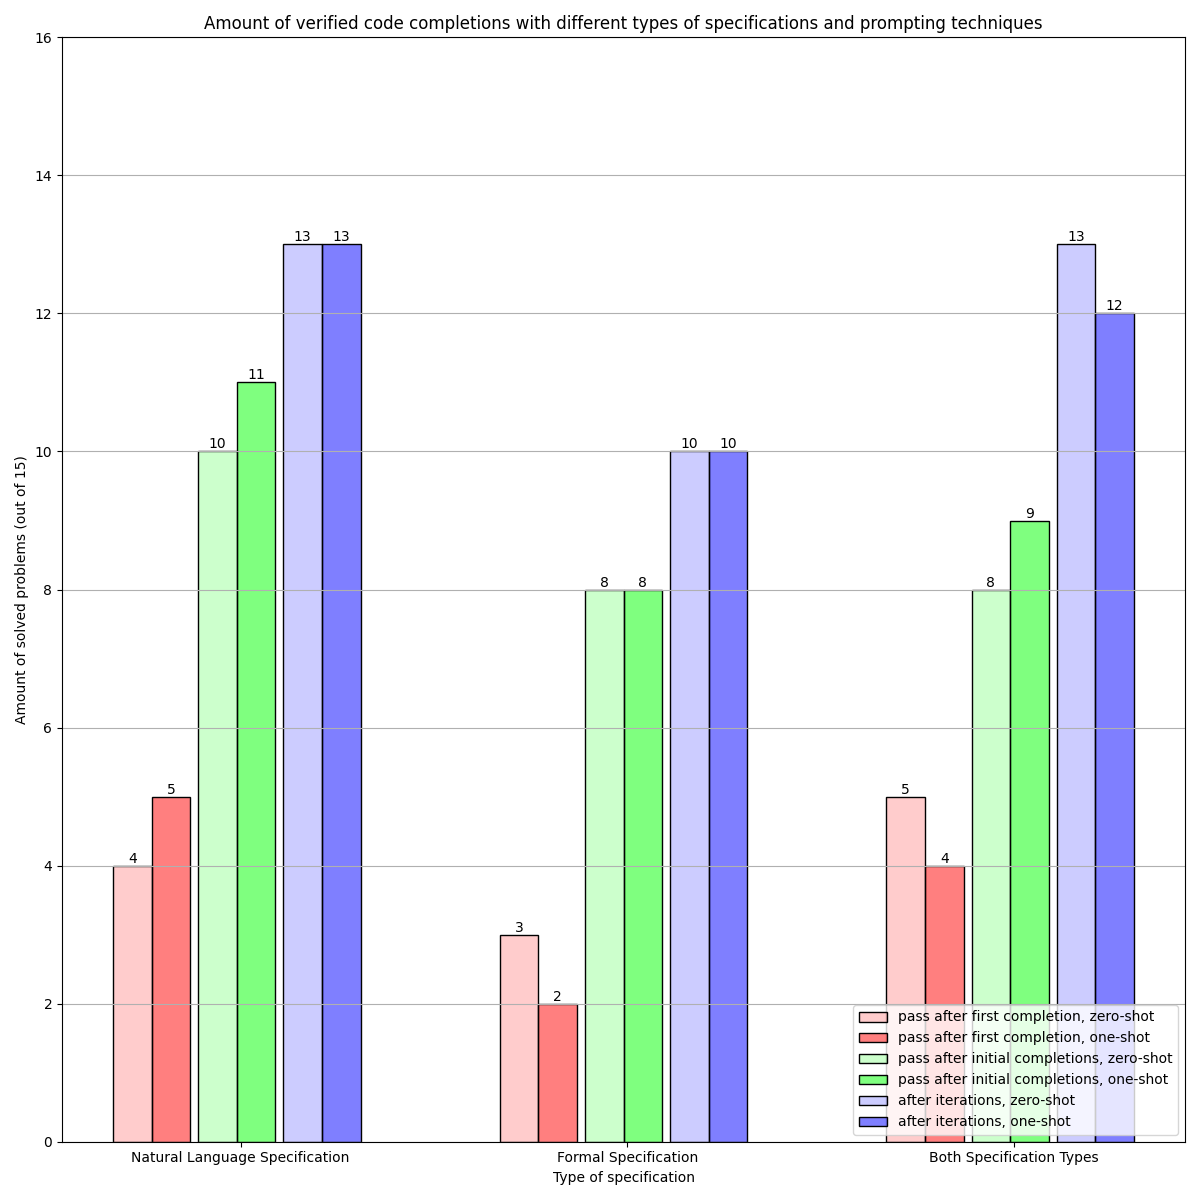 Amount of verified code completions with different types of specifications and prompting techniques
16
14
12
10
8
6
4
2
0
Amount of solved problems (out of 15)
4
5
10
11
13
13
3
2
8
8
10
10
5
4
8
9
13
12
pass after first completion, zero-shot
pass after first completion, one-shot
pass after initial completions, zero-shot
pass after initial completions, one-shot
after iterations, zero-shot
after iterations, one-shot
Natural Language Specification
Formal Specification
Both Specification Types
Type of specification